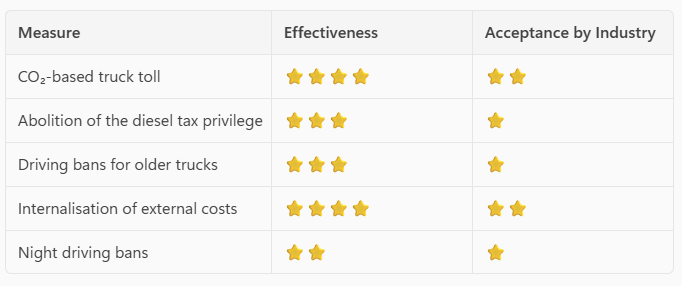 Measure Effectiveness Acceptance by Industry
CO₂-based truck toll ⭐⭐⭐⭐ ⭐⭐
Abolition of the diesel tax privilege ⭐⭐⭐ ⭐
Driving bans for older trucks ⭐⭐⭐ ⭐
Internalisation of external costs ⭐⭐⭐⭐ ⭐⭐
Night driving bans ⭐⭐ ⭐